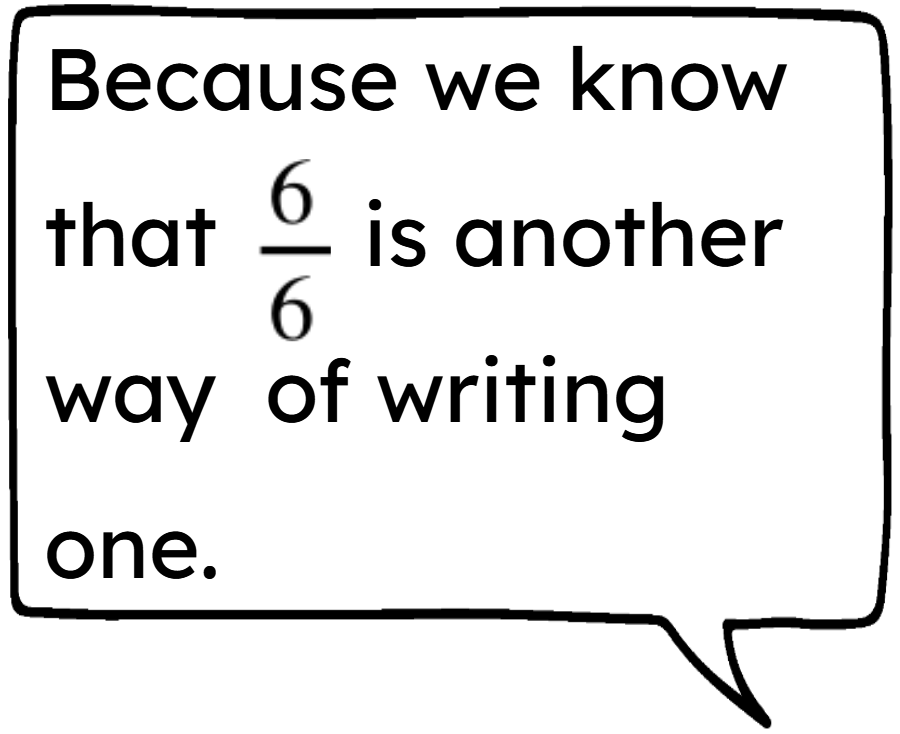 Because we know
that 6/6 is another
way of writing
one.